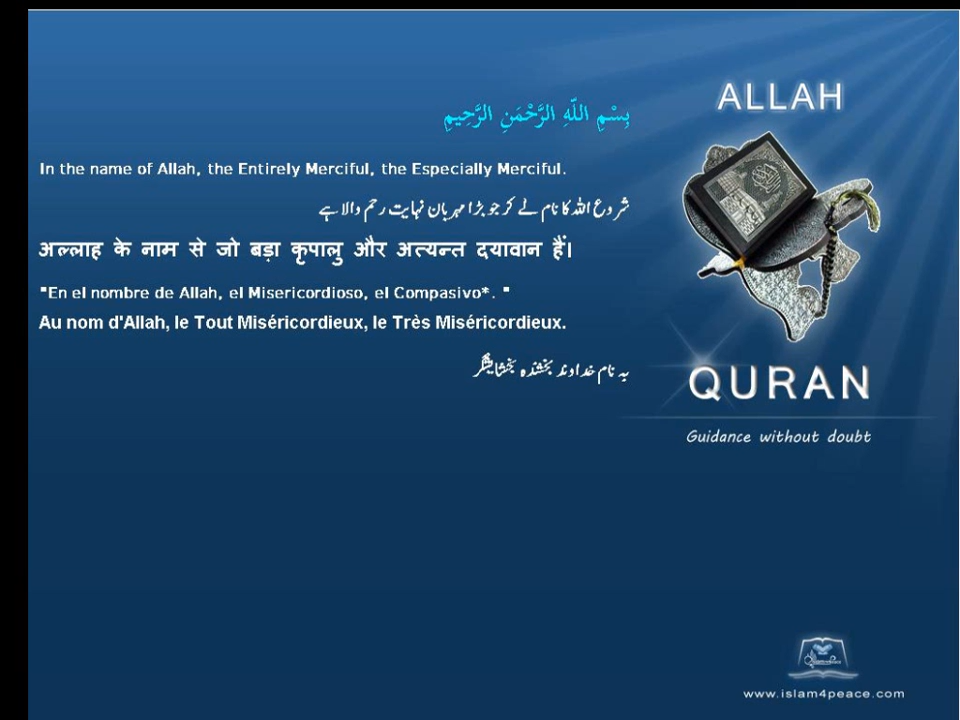 بِسْمِ اللَّهِ الرَّحْمَنِ الرَّحِيمِ
In the name of Allah, the Entirely Merciful, the Especially Merciful.
شروع الله کا نام لے کر جو بڑا مہربان نہایت رحم والا ہے
अल्लाह के नाम से जो बड़ा कृपालु और अत्यन्त दयावान हैं।
"En el nombre de Allah, el Misericordioso, el Compasivo*. "
Au nom d'Allah, le Tout Miséricordieux, le Très Miséricordieux.
به نام خداوند بخشنده بخشایشگر
ALLAH
QURAN
Guidance without doubt
www.islam4peace.com